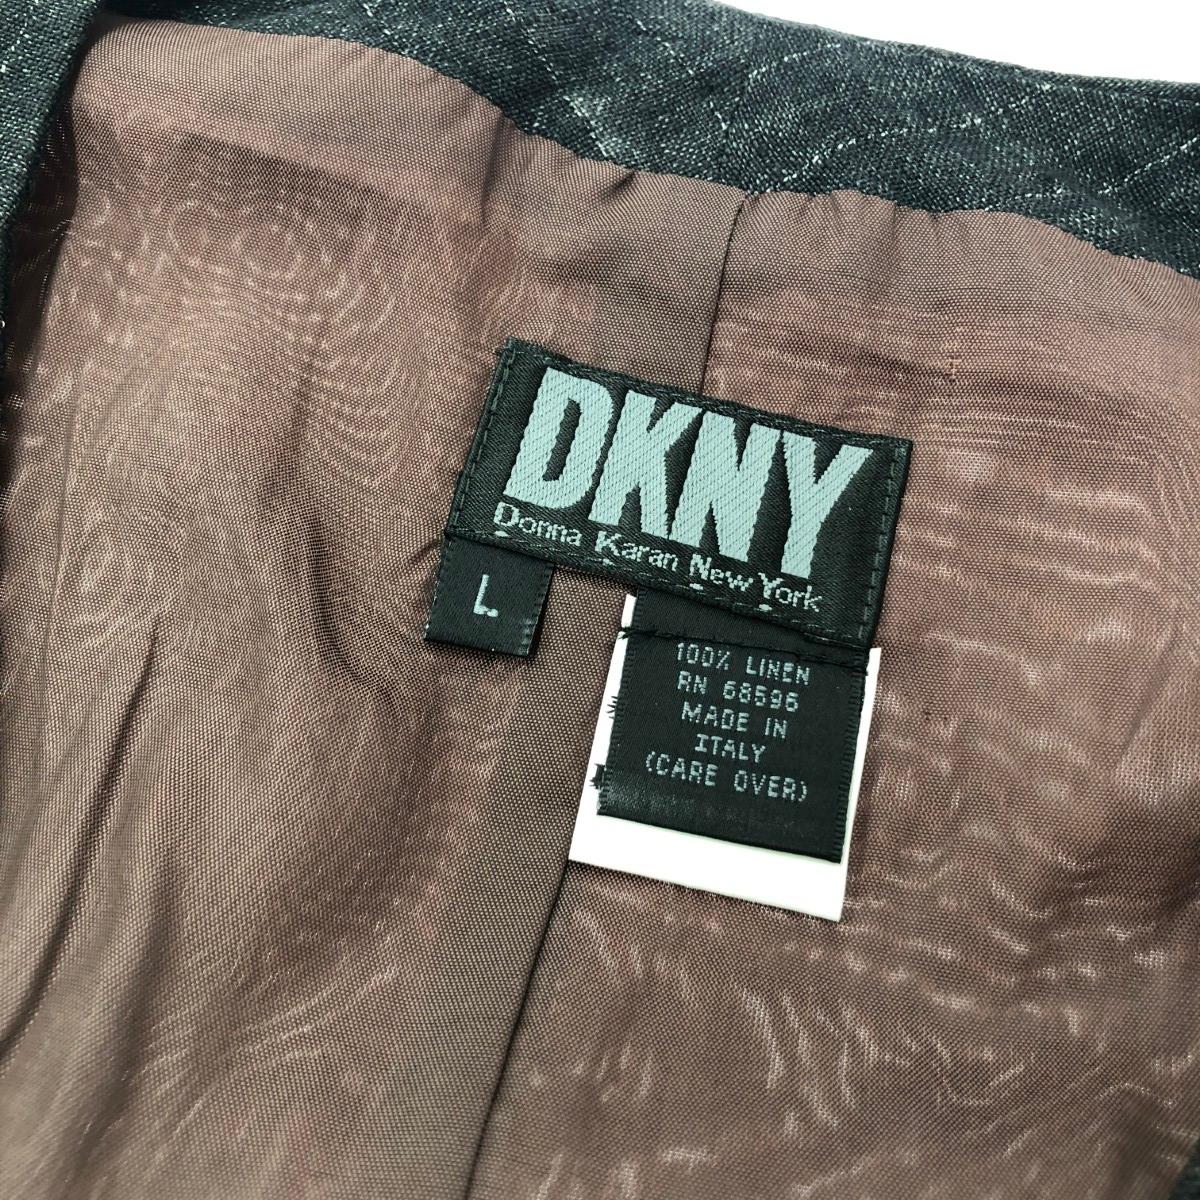 DKNY
Donna Karan New York
L
100% LINEN
RN 68596
MADE IN
ITALY
(CARE OVER)